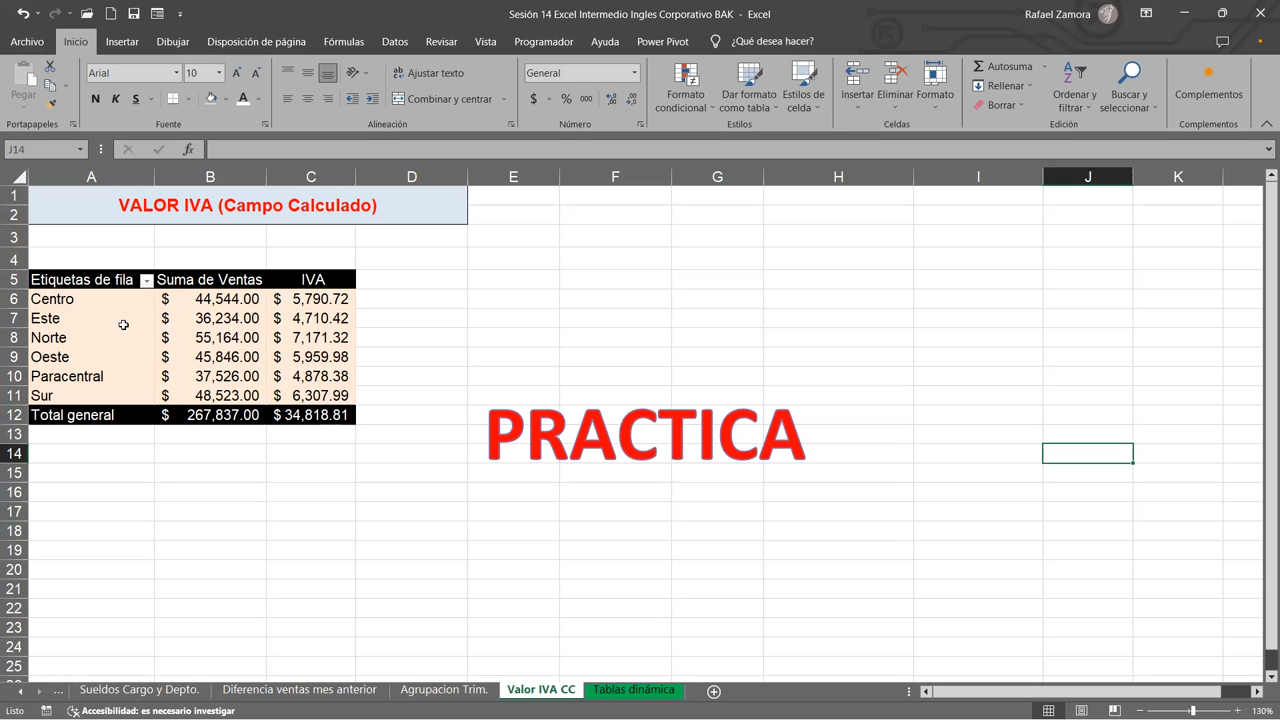 Sesión 14 Excel Intermedio Ingles Corporativo BAK - Excel
Rafael Zamora
Archivo Inicio Insertar Dibujar Disposición de página Fórmulas Datos Revisar Vista Programador Ayuda Power Pivot ¿Qué desea hacer?
Pegar
Portapapeles
Arial 10
N K S A
Fuente
Ajustar texto
Combinar y centrar
Alineación
General
$ % 000
Número
Formato condicional
Dar formato como tabla
Estilos de celda
Estilos
Insertar Eliminar Formato
Celdas
Autosuma
Rellenar
Borrar
Ordenar y filtrar
Buscar y seleccionar
Edición
Complementos
Complementos
J14 fx
A B C D E F G H I J K
1 VALOR IVA (Campo Calculado)
2
3
4
5 Etiquetas de fila Suma de Ventas IVA
6 Centro $ 44,544.00 $ 5,790.72
7 Este $ 36,234.00 $ 4,710.42
8 Norte $ 55,164.00 $ 7,171.32
9 Oeste $ 45,846.00 $ 5,959.98
10 Paracentral $ 37,526.00 $ 4,878.38
11 Sur $ 48,523.00 $ 6,307.99
12 Total general $ 267,837.00 $ 34,818.81
13 PRACTICA
14
15
16
17
18
19
20
21
22
23
24
25
... Sueldos Cargo y Depto. Diferencia ventas mes anterior Agrupacion Trim. Valor IVA CC Tablas dinámica
Listo Accesibilidad: es necesario investigar 130%